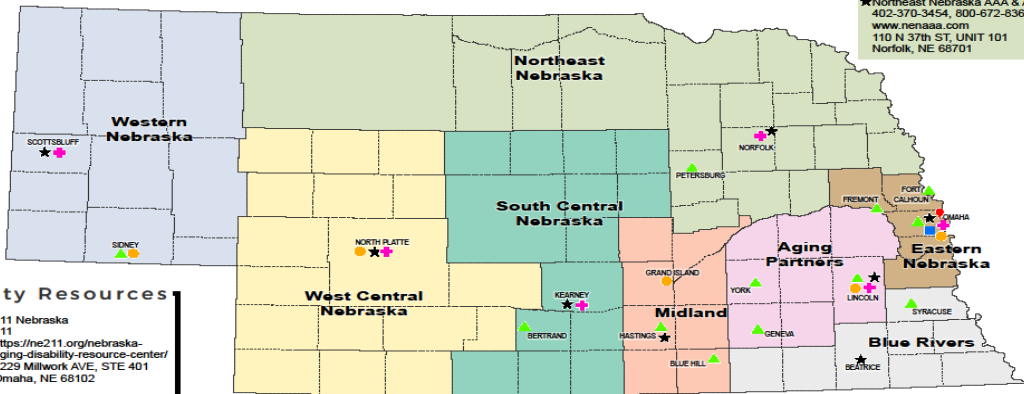 Northeast Nebraska AAA &
402-370-3454, 800-672-836
www.nenaaa.com
110 N 37th ST, UNIT 101
Norfolk, NE 68701
Northeast
Nebraska
Western
Nebraska
SCOTTSBLUFF
NORFOLK
PETERSBURG
FORT
CALHOUN
FREMONT
OMAHA
South Central
Nebraska
SIDNEY
NORTH PLATTE
Aging
Partners
Eastern
Nebraska
GRAND ISLAND
West Central
Nebraska
KEARNEY
YORK
LINCOLN
ty Resources
11 Nebraska
11
ttps://ne211.org/nebraska-
ging-disability-resource-center/
229 Millwork AVE, STE 401
Omaha, NE 68102
Midland
SYRACUSE
BERTRAND
HASTINGS
GENEVA
Blue Rivers
BLUE HILL
BEATRICE